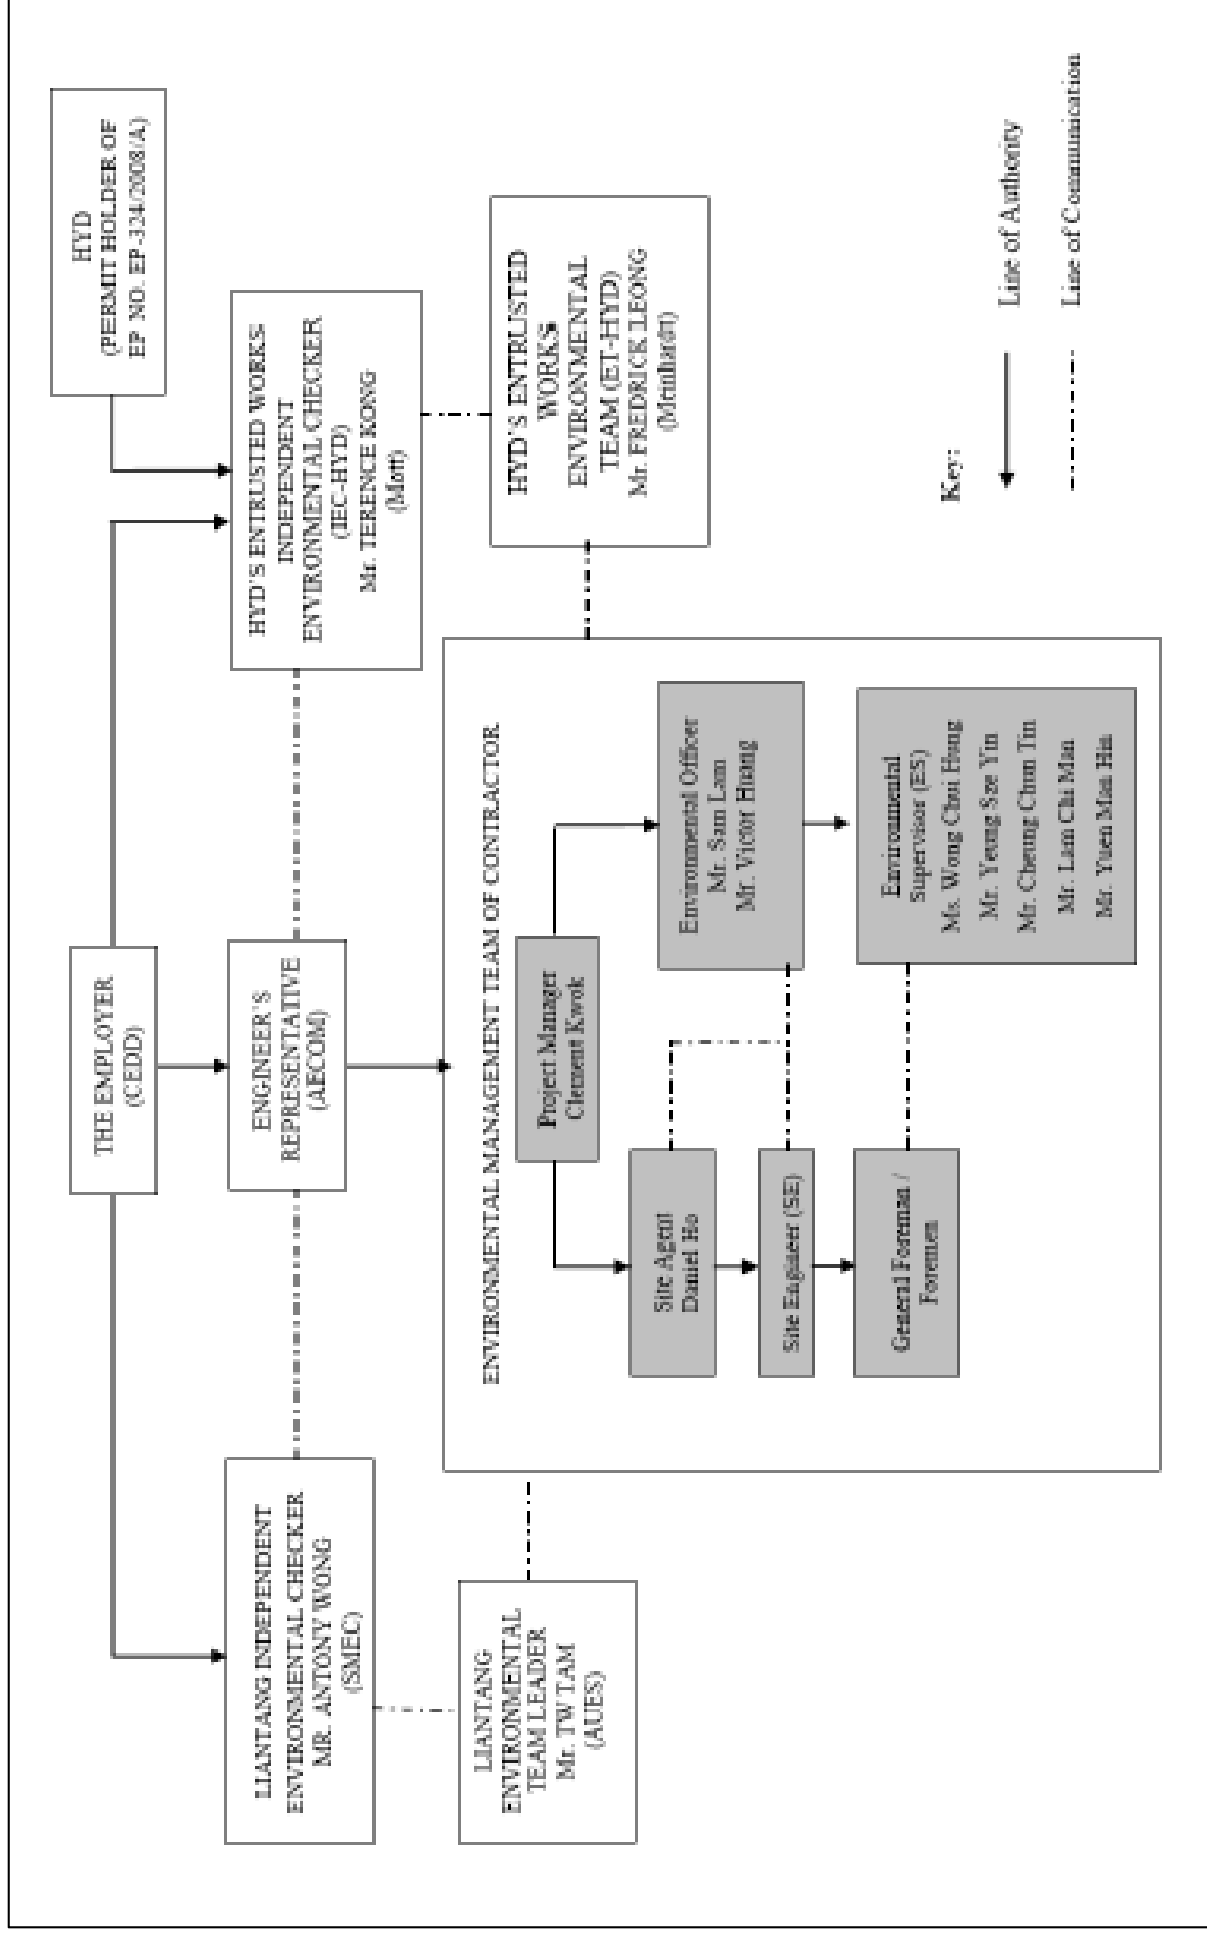 HYD
(PERMIT HOLDER OF
EP NO. EP-324/2008/A)
THE EMPLOYER
(CEDD)
LIANTANG INDEPENDENT
ENVIRONMENTAL CHECKER
MR. ANTONY WONG
(SMEC)
ENGINEER'S
REPRESENTATIVE
(AECOM)
HYD'S ENTRUSTED WORKS
INDEPENDENT
ENVIRONMENTAL CHECKER
(IEC-HYD)
Mr. TERENCE KONG
(Mott)
LIANTANG
ENVIRONMENTAL
TEAM LEADER
Mr. TW TAM
(AUES)
HYD'S ENTRUSTED
WORKS
ENVIRONMENTAL
TEAM (ET-HYD)
Mr. FREDRICK LEONG
(Meinhardt)
ENVIRONMENTAL MANAGEMENT TEAM OF CONTRACTOR
Project Manager
Clement Kwok
Site Agent
Daniel Ho
Site Engineer (SE)
General Foreman /
Foremen
Environmental Officer
Mr. Sam Lam
Mr. Victor Huang
Environmental
Supervisor (ES)
Ms. Wong Chui Hung
Mr. Yeung Sze Yin
Mr. Cheung Chun Tin
Mr. Lam Chi Man
Mr. Yuen Man Hin
Key:
Line of Authority
Line of Communication